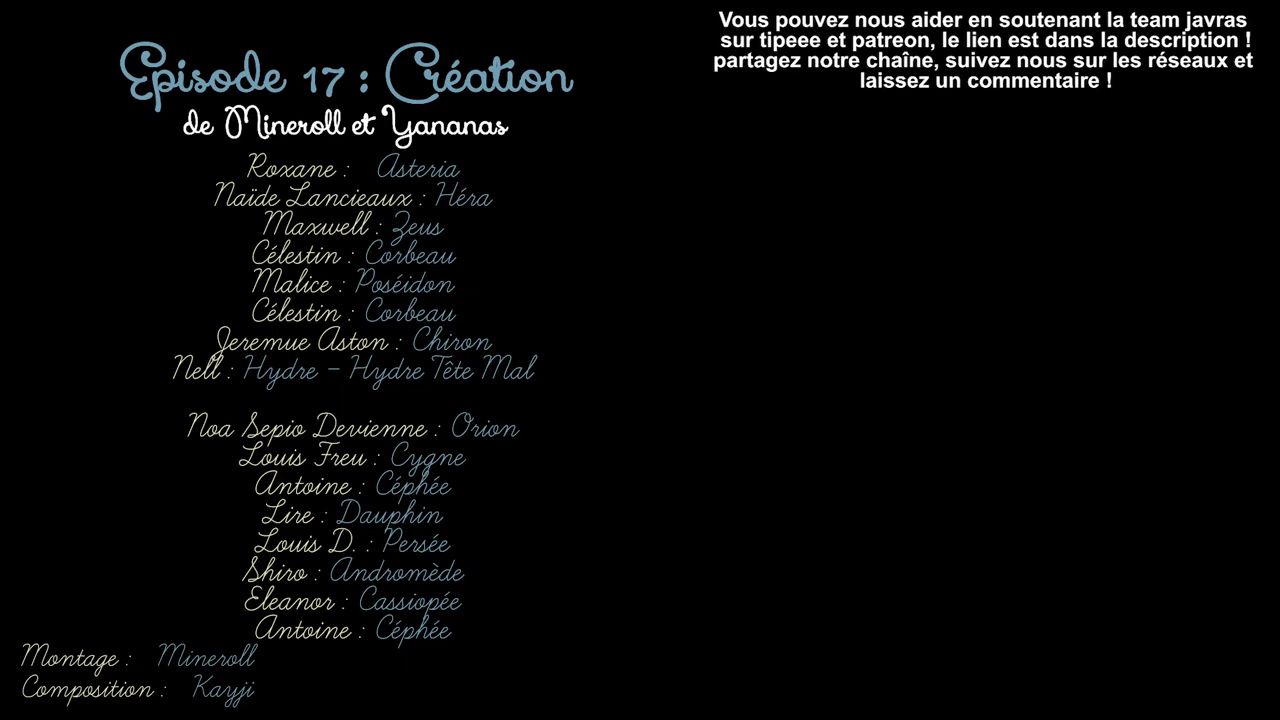 Episode 17 : Création
de Mineroll et Yananas
Roxane : Asteria
Naïde Lancieaux : Héra
Maxwell : Zeus
Célestin : Corbeau
Malice : Poséidon
Célestin : Corbeau
Jeremue Aston : Chiron
Nell : Hydre - Hydre Tête Mal
Noa Sepio Devienne : Orion
Louis Freu : Cygne
Antoine : Céphée
Lire : Dauphin
Louis D. : Persée
Shiro : Andromède
Eleanor : Cassiopée
Antoine : Céphée
Montage : Mineroll
Composition : Kayji
Vous pouvez nous aider en soutenant la team javras
sur tipeee et patreon, le lien est dans la description !
partagez notre chaîne, suivez nous sur les réseaux et
laissez un commentaire !